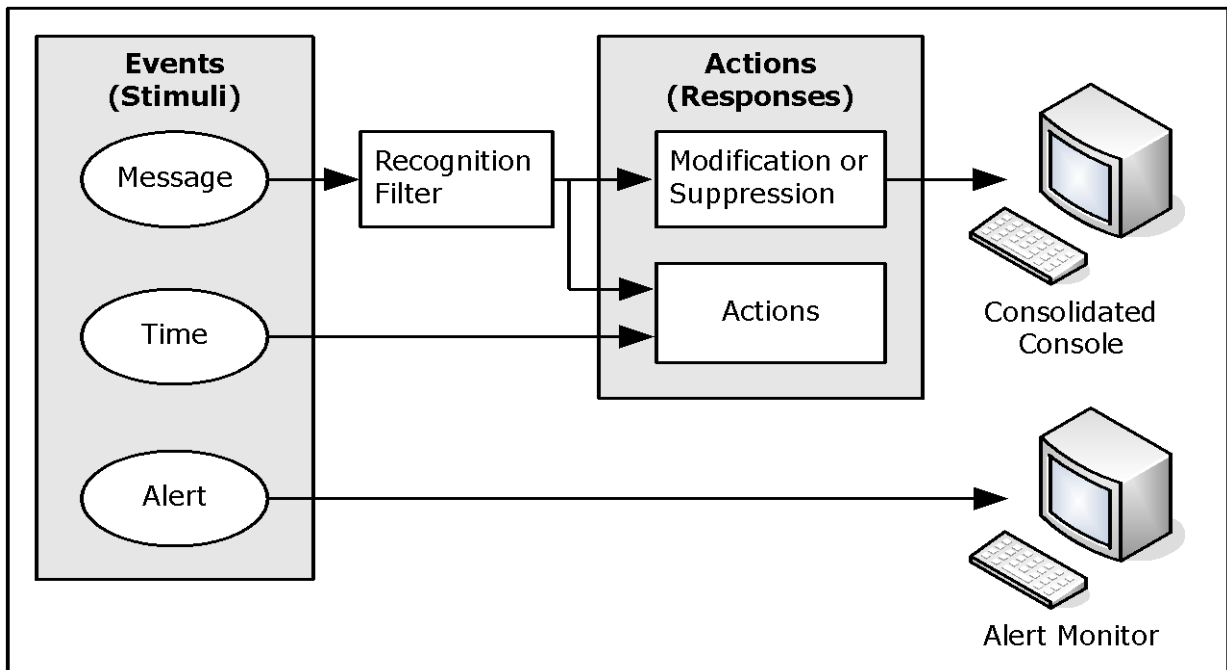 Events
(Stimuli)
Message
Time
Alert
Recognition
Filter
Actions
(Responses)
Modification or
Suppression
Actions
Consolidated
Console
Alert Monitor